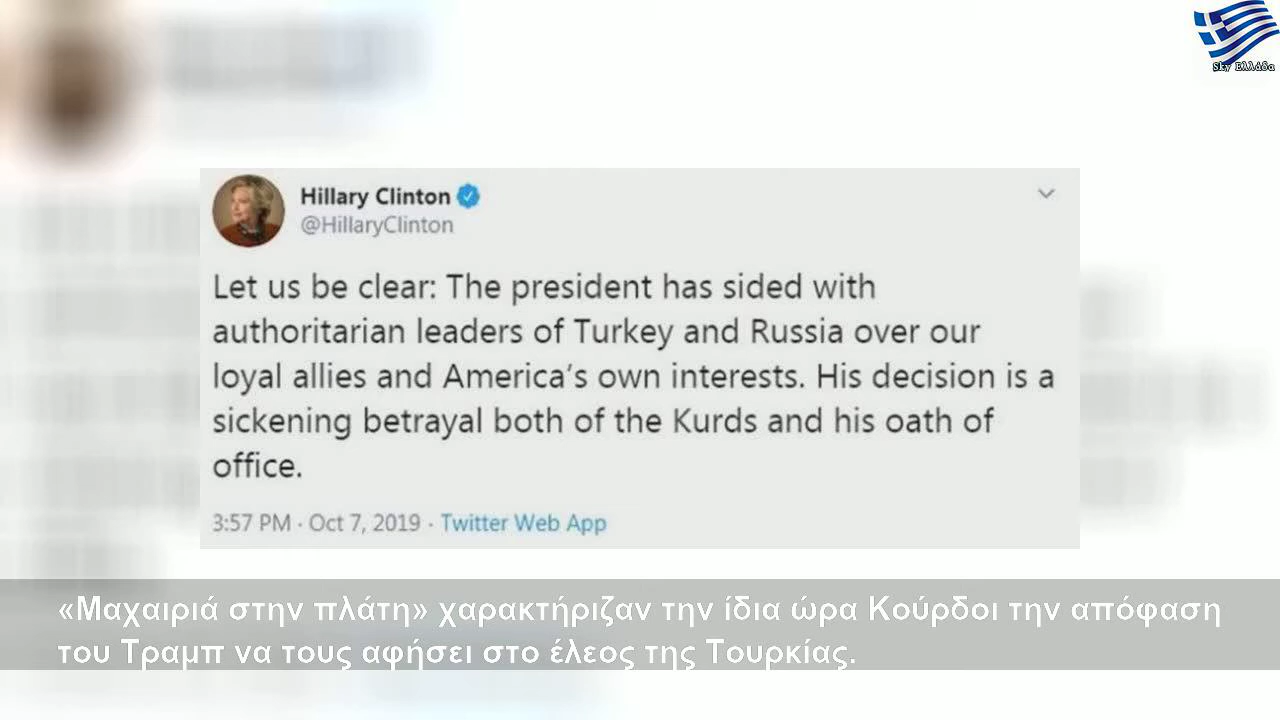 Sky Ελλάδα
Hillary Clinton
@HillaryClinton
Let us be clear: The president has sided with
authoritarian leaders of Turkey and Russia over our
loyal allies and America’s own interests. His decision is a
sickening betrayal both of the Kurds and his oath of
office.
3:57 PM · Oct 7, 2019 · Twitter Web App
«Μαχαιριά στην πλάτη» χαρακτήριζαν την ίδια ώρα Κούρδοι την απόφαση
του Τραμπ να τους αφήσει στο έλεος της Τουρκίας.